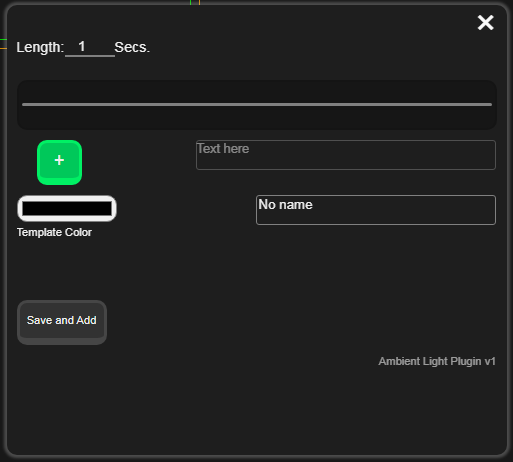 Length: 1 Secs.
+
Text here
No name
Template Color
Save and Add
Ambient Light Plugin v1